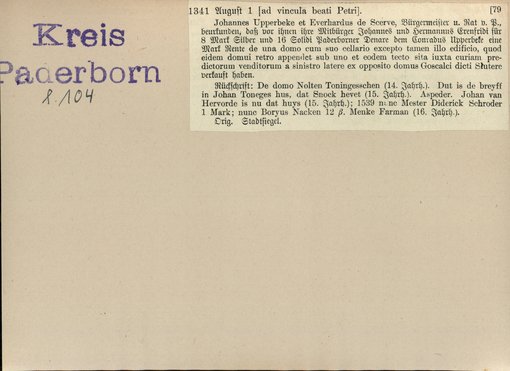 Kreis
Paderborn
S. 104
1341 August 1 [ad vincula beati Petri]. [79
Johannes Upperbeke et Everhardus de Scerve, Bürgermeister u. Rat v. P.,
beurkunden, daß vor ihnen ihre Mitbürger Johannes und Hermannus Erenfridi für
8 Mark Silber und 16 Solidi Paderborner Denare dem Conradus Upperbeke eine
Mark Rente de una domo cum suo cellario excepto tamen illo edificio, quod
eidem domui retro appendet sub uno et eodem tecto sita iuxta curiam pre-
dictorum venditorum a sinistro latere ex opposito domus Goscalci dicti Slutere
verkauft haben.
Rückschrift: De domo Nolten Toningesschen (14. Jahrh.). Dut is de breyff
in Johan Toneges hus, dat Snock hevet (15. Jahrh.). Aspeder. Johan van
Hervorde is nu dat huys (15. Jahrh.); 1539 nunc Mester Diderick Schroder
1 Mark; nunc Boryus Nacken 12 β. Menke Farman (16. Jahrh.).
Orig. Stadtsiegel.